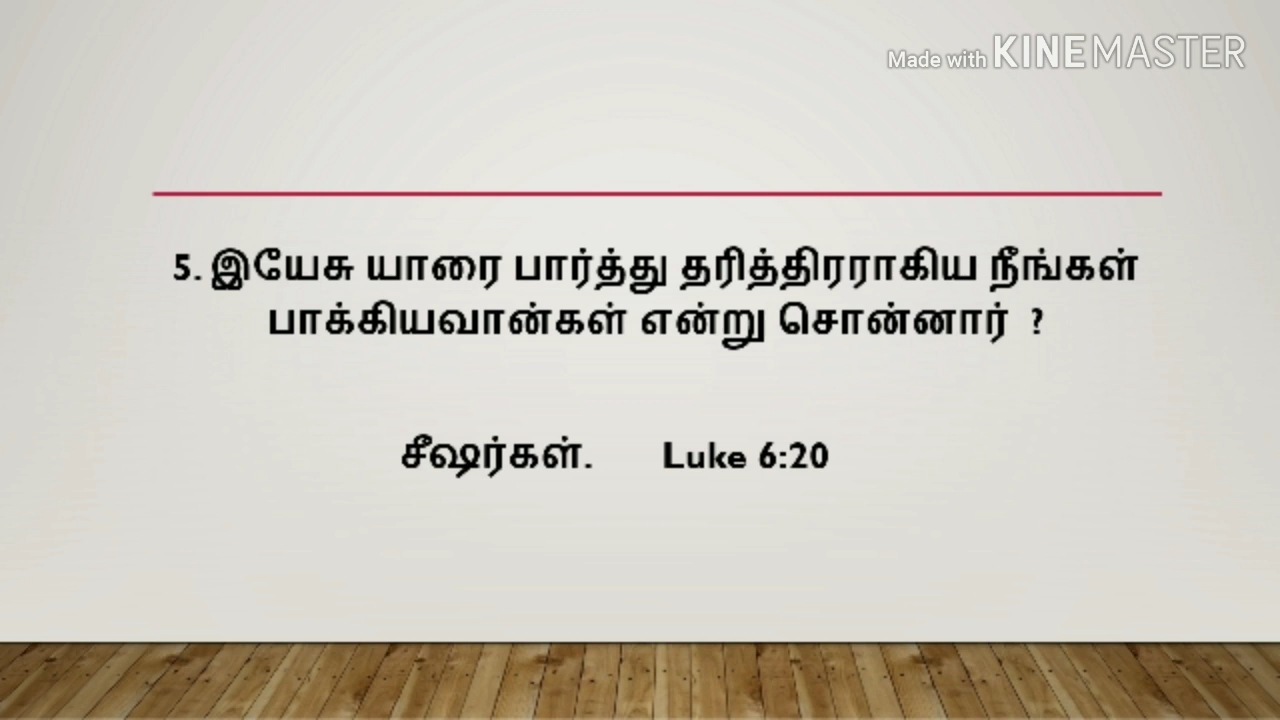 Made with KINEMASTER
5. இயேசு யாரை பார்த்து தரித்திரராகிய நீங்கள்
பாக்கியவான்கள் என்று சொன்னார் ?
சீஷர்கள். Luke 6:20